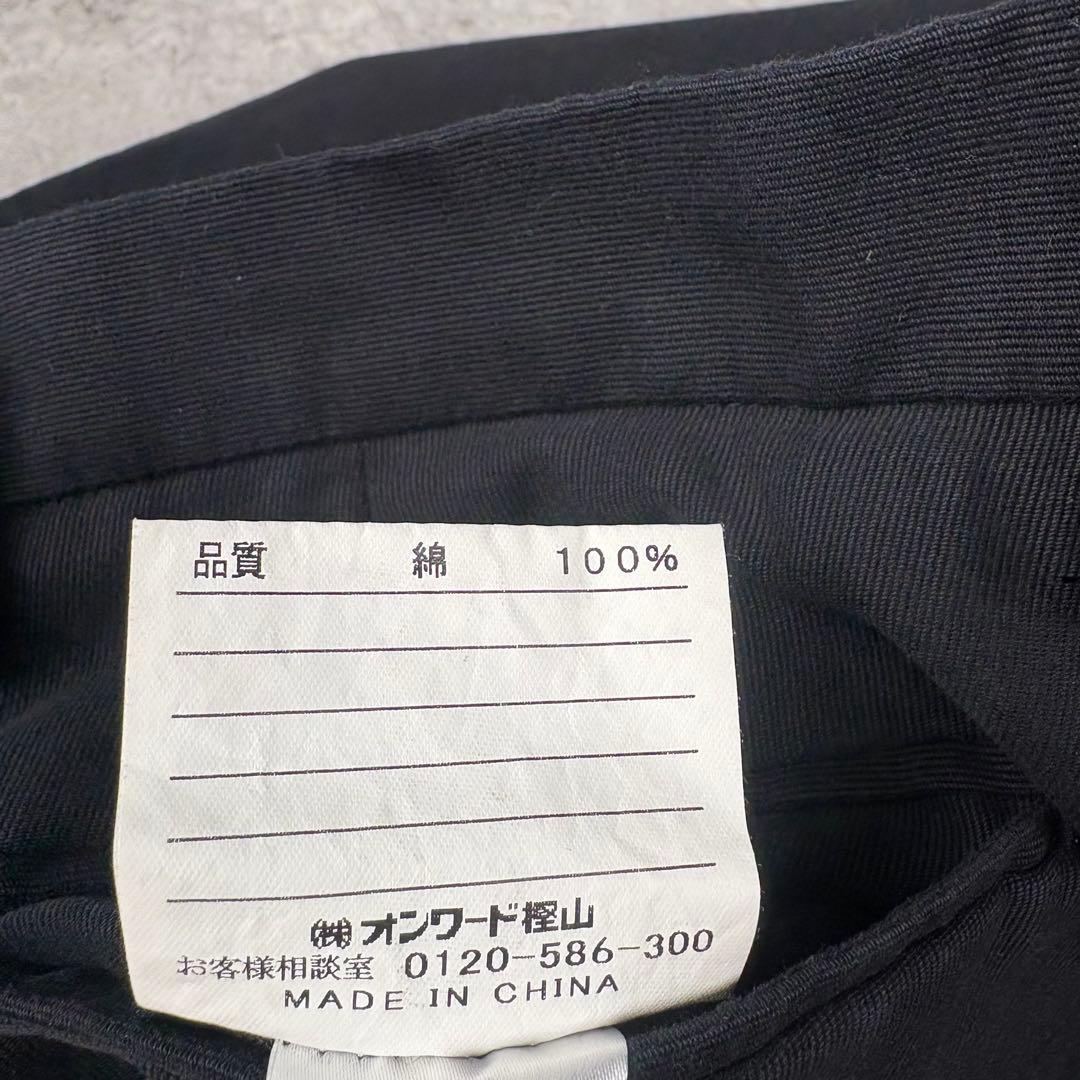 品質 綿 100%
㈱オンワード樫山
お客様相談室 0120-586-300
MADE IN CHINA